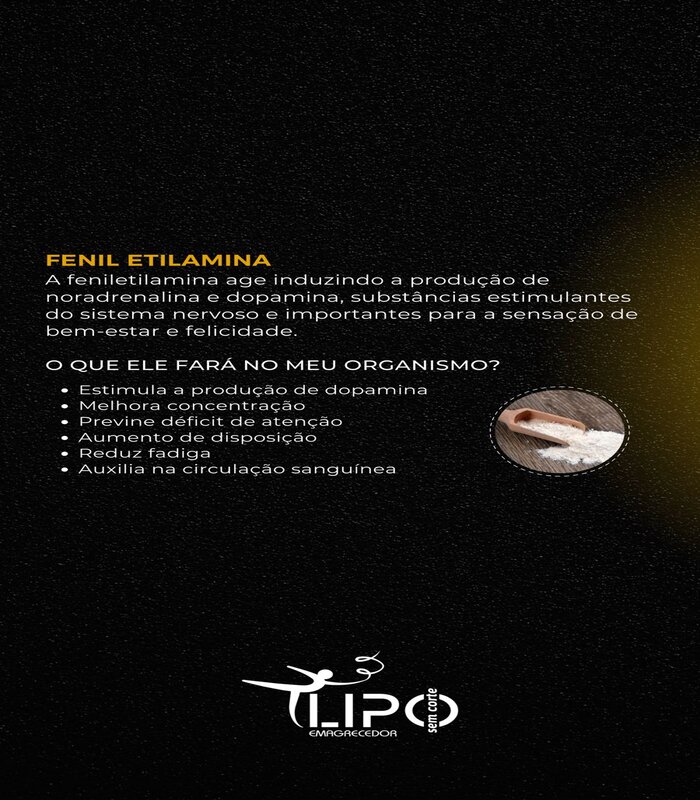 FENIL ETILAMINA
A feniletilamina age induzindo a produção de
noradrenalina e dopamina, substâncias estimulantes
do sistema nervoso e importantes para a sensação de
bem-estar e felicidade.
O QUE ELE FARÁ NO MEU ORGANISMO?
• Estimula a produção de dopamina
• Melhora concentração
• Previne déficit de atenção
• Aumento de disposição
• Reduz fadiga
• Auxilia na circulação sanguínea
LIPO
sem corte
EMAGRECEDOR